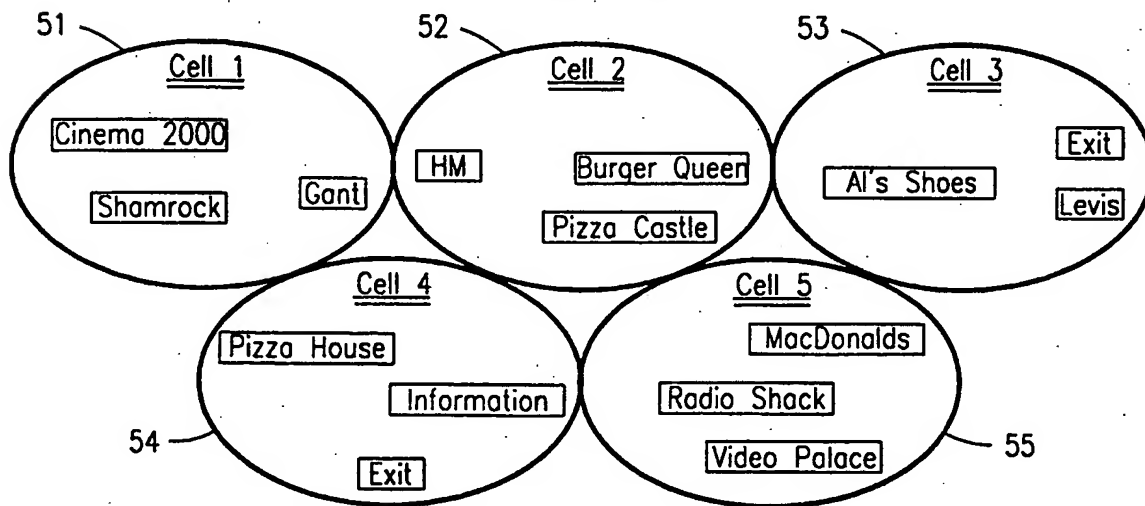 51
52
53
Cell 1
Cell 2
Cell 3
Cinema 2000
Shamrock
Gant
HM
Burger Queen
Pizza Castle
Al's Shoes
Exit
Levis
Cell 4
Cell 5
Pizza House
Information
Exit
MacDonalds
Radio Shack
Video Palace
54
55